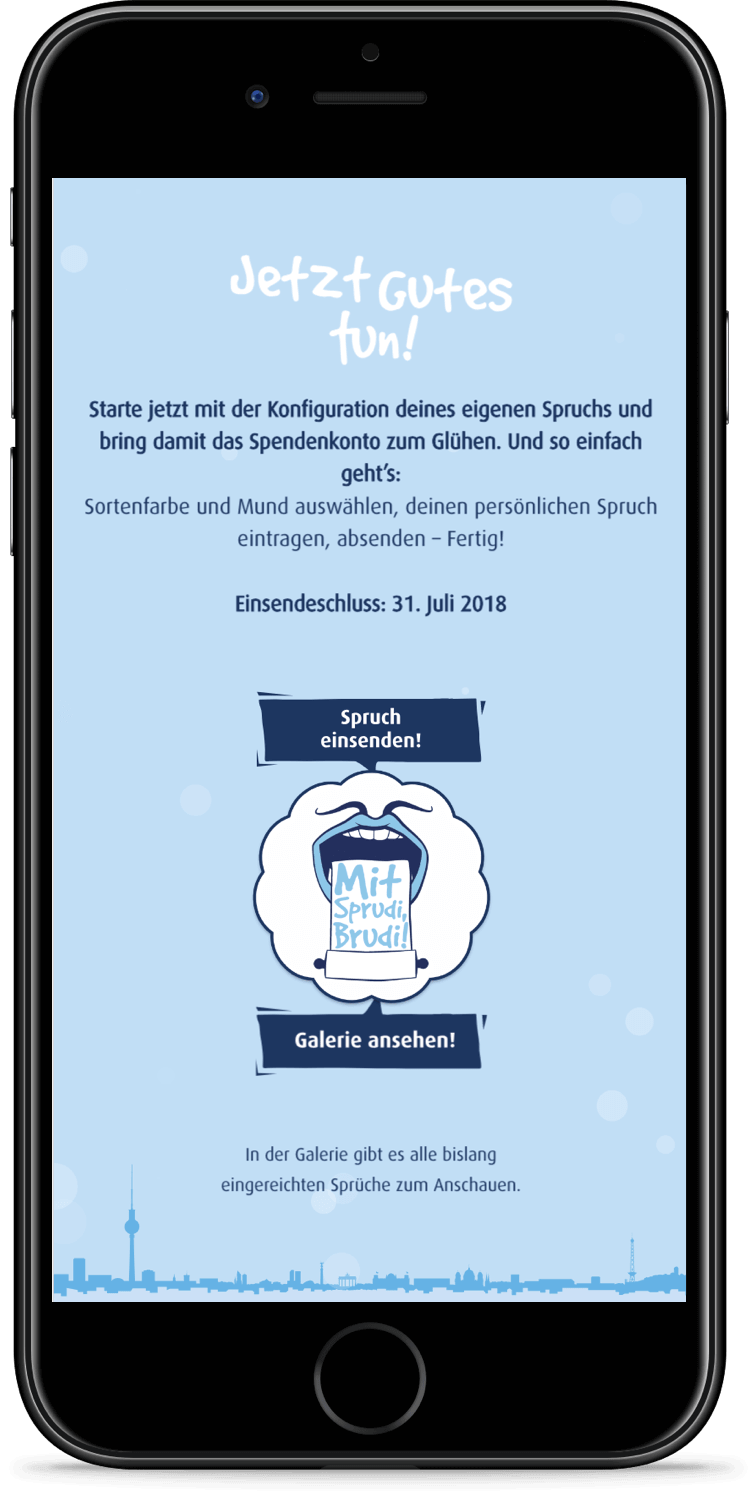 Jetzt Gutes
tun!
Starte jetzt mit der Konfiguration deines eigenen Spruchs und
bring damit das Spendenkonto zum Glühen. Und so einfach
geht's:
Sortenfarbe und Mund auswählen, deinen persönlichen Spruch
eintragen, absenden – Fertig!
Einsendeschluss: 31. Juli 2018
Spruch
einsenden!
Mit
Sprudi,
Brudi!
Galerie ansehen!
In der Galerie gibt es alle bislang
eingereichten Sprüche zum Anschauen.